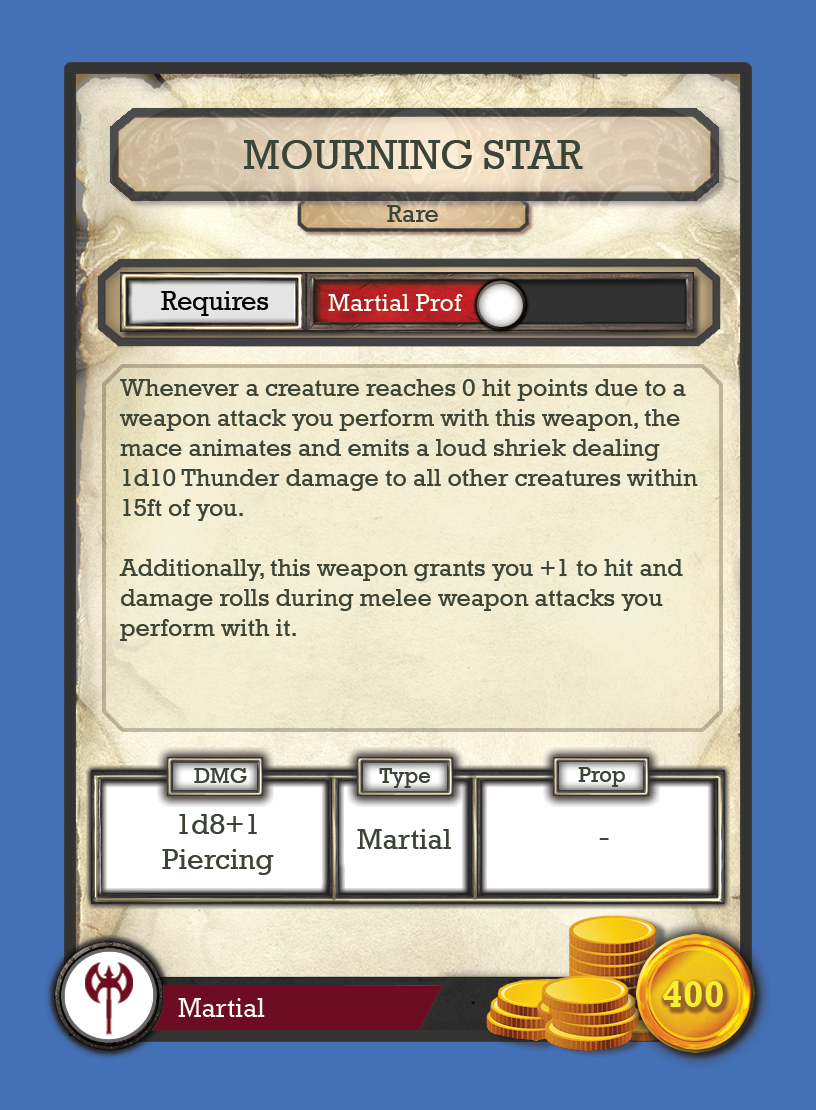 MOURNING STAR
Rare
Requires
Martial Prof
Whenever a creature reaches 0 hit points due to a
weapon attack you perform with this weapon, the
mace animates and emits a loud shriek dealing
1d10 Thunder damage to all other creatures within
15ft of you.
Additionally, this weapon grants you +1 to hit and
damage rolls during melee weapon attacks you
perform with it.
DMG
Type
Prop
1d8+1
Piercing
Martial
-
Martial
400